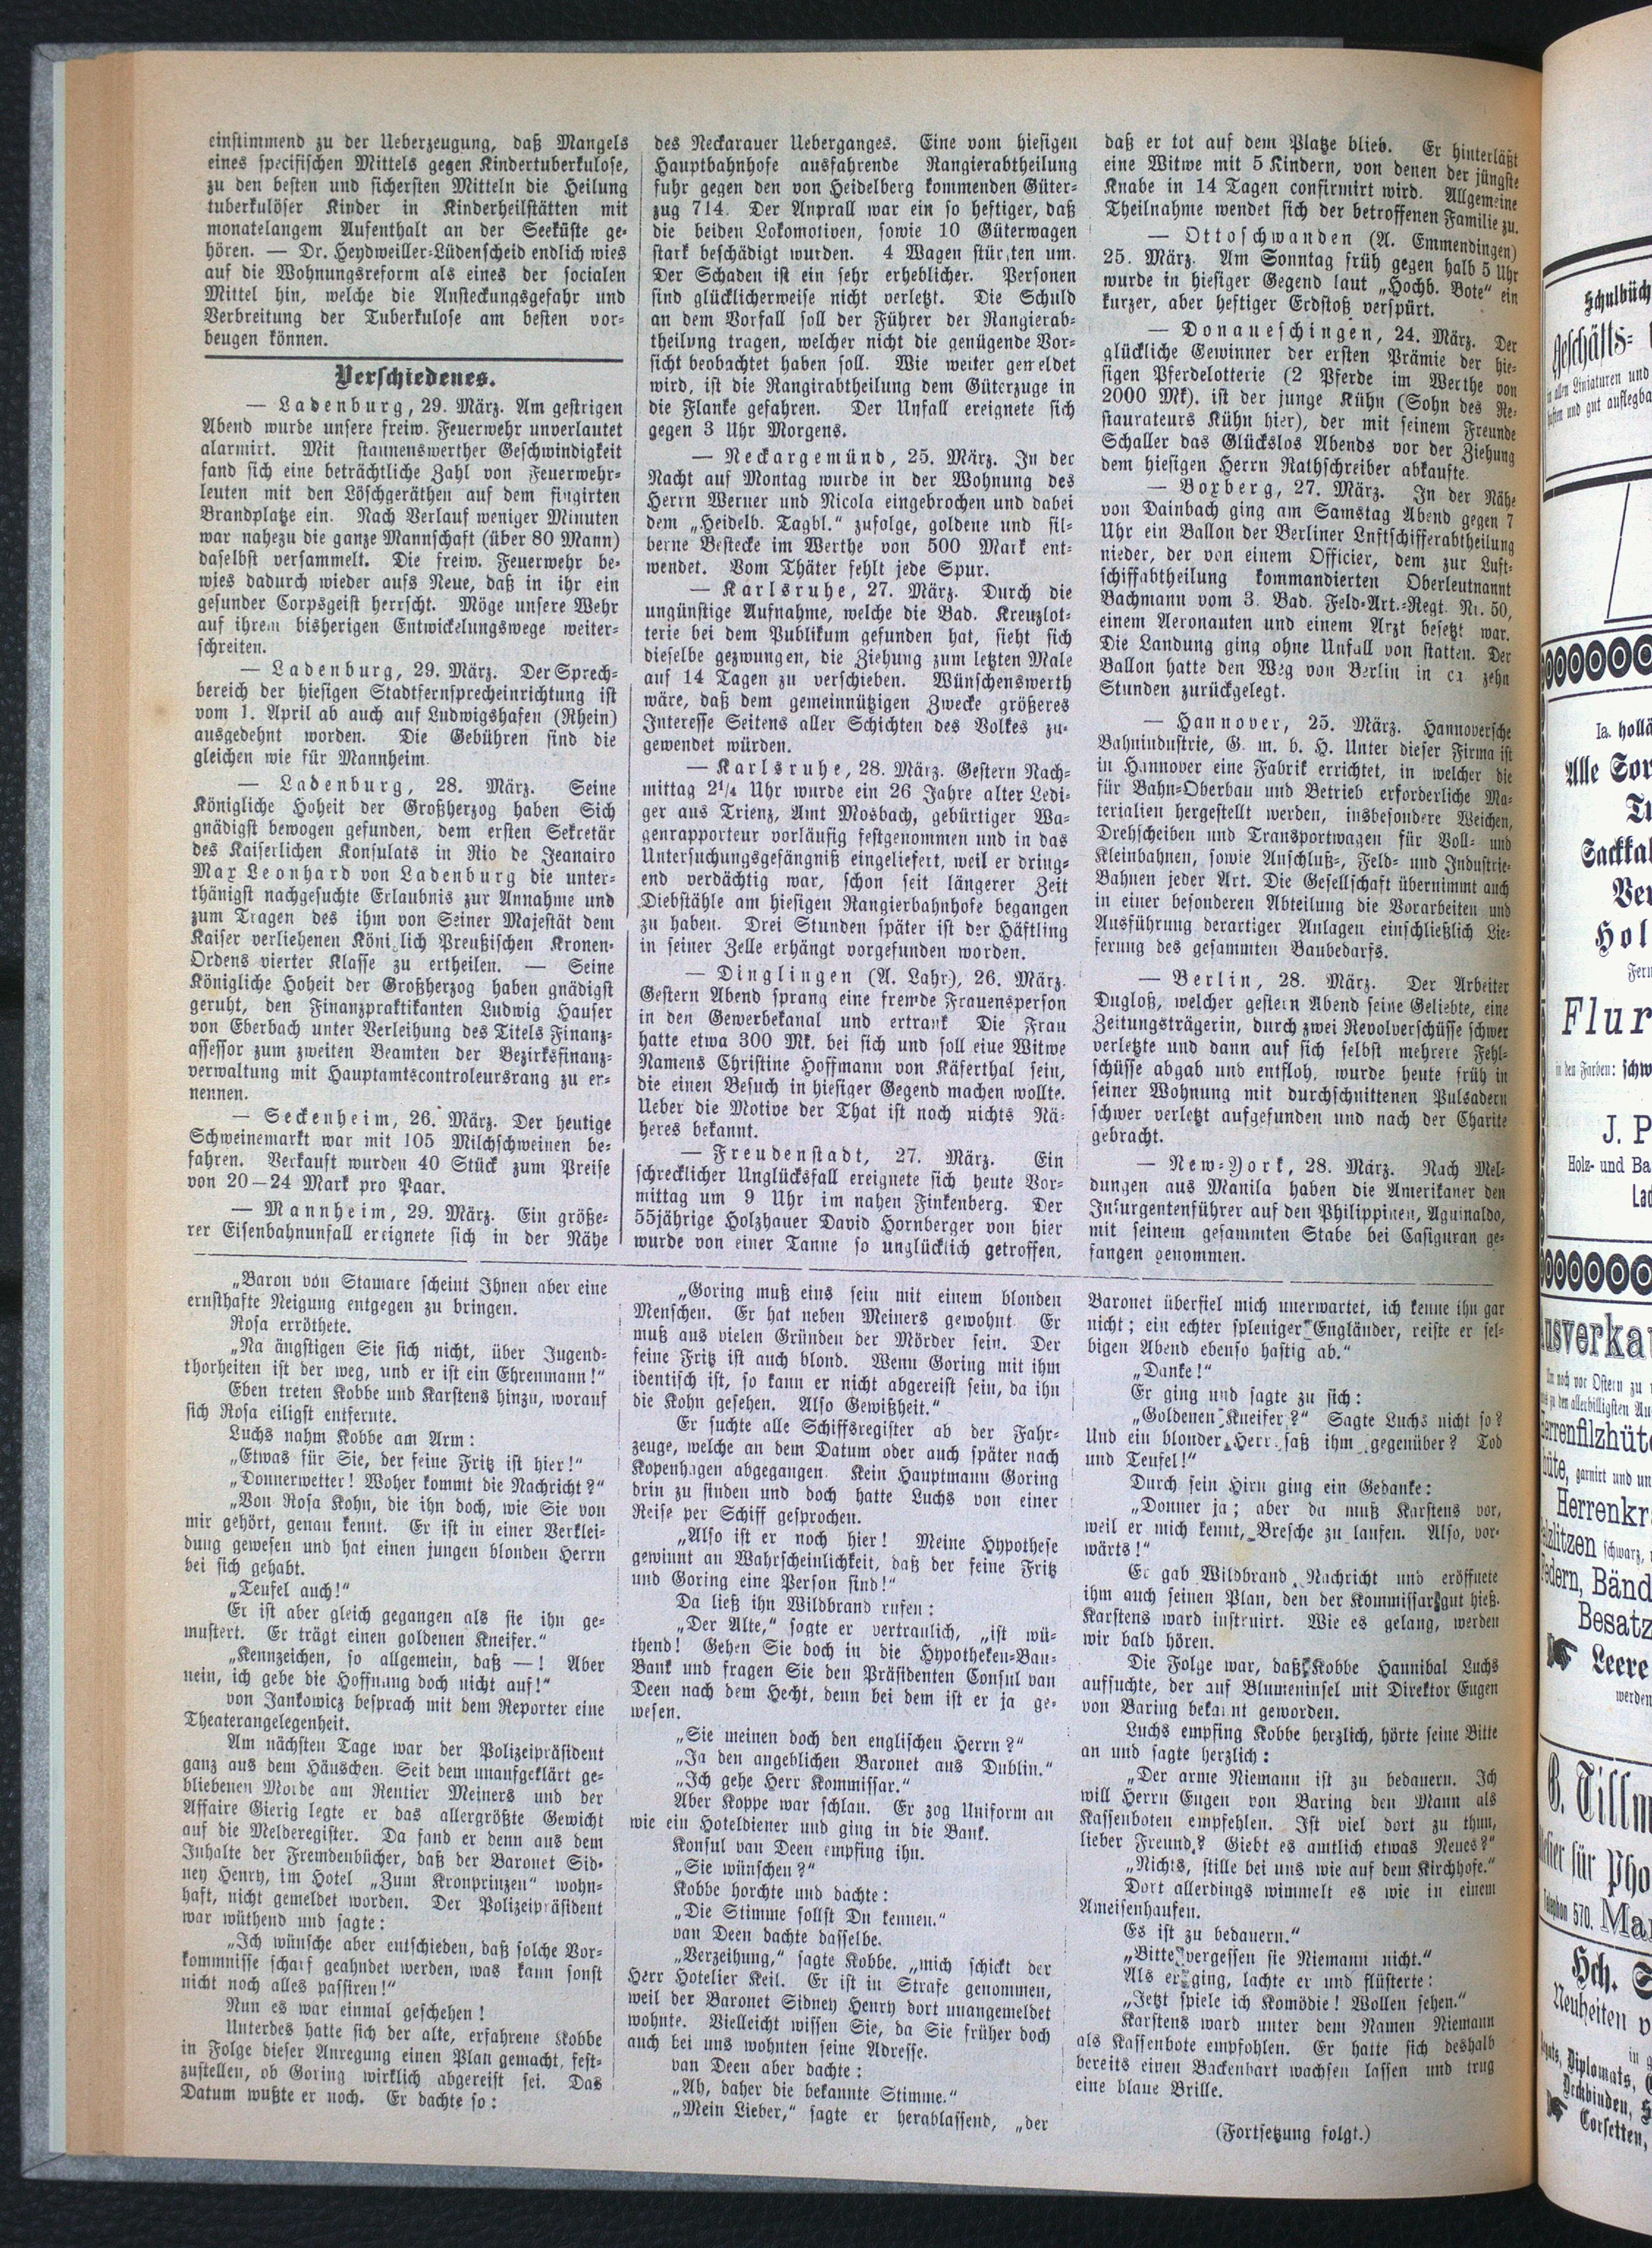 einstimmend zu der Ueberzeugung, daß Mangels
eines specifischen Mittels gegen Kindertuberkulose,
zu den besten und sichersten Mitteln die Heilung
tuberkulöser Kinder in Kinderheilstätten mit
monatelangem Aufenthalt an der Seeküste ge-
hören. — Dr. Heydweiller-Lüdenscheid endlich wies
auf die Wohnungsreform als eines der socialen
Mittel hin, welche die Ansteckungsgefahr und
Verbreitung der Tuberkulose am besten vor-
beugen können.
Verschiedenes.
— Ladenburg, 29. März. Am gestrigen
Abend wurde unsere freiw. Feuerwehr unverlautet
alarmirt. Mit staunenswerther Geschwindigkeit
fand sich eine beträchtliche Zahl von Feuerwehr-
leuten mit den Löschgeräthen auf dem fingirten
Brandplatze ein. Nach Verlauf weniger Minuten
war nahezu die ganze Mannschaft (über 80 Mann)
daselbst versammelt. Die freiw. Feuerwehr be-
wies dadurch wieder aufs Neue, daß in ihr ein
gesunder Corpsgeist herrscht. Möge unsere Wehr
auf ihrem bisherigen Entwickelungswege weiter-
schreiten.
— Ladenburg, 29. März. Der Sprech-
bereich der hiesigen Stadtfernsprecheinrichtung ist
vom 1. April ab auch auf Ludwigshafen (Rhein)
ausgedehnt worden. Die Gebühren sind die
gleichen wie für Mannheim.
— Ladenburg, 28. März. Seine
Königliche Hoheit der Großherzog haben Sich
gnädigst bewogen gefunden, dem ersten Sekretär
des Kaiserlichen Konsulats in Rio de Jeanairo
Max Leonhard von Ladenburg die unter-
thänigst nachgesuchte Erlaubnis zur Annahme und
zum Tragen des ihm von Seiner Majestät dem
Kaiser verliehenen Königlich Preußischen Kronen-
Ordens vierter Klasse zu ertheilen. — Seine
Königliche Hoheit der Großherzog haben gnädigst
geruht, den Finanzpraktikanten Ludwig Hauser
von Eberbach unter Verleihung des Titels Finanz-
assessor zum zweiten Beamten der Bezirksfinanz-
verwaltung mit Hauptamtscontroleursrang zu er-
nennen.
— Seckenheim, 26. März. Der heutige
Schweinemarkt war mit 105 Milchschweinen be-
fahren. Verkauft wurden 40 Stück zum Preise
von 20—24 Mark pro Paar.
— Mannheim, 29. März. Ein größe-
rer Eisenbahnunfall ereignete sich in der Nähe
des Neckarauer Ueberganges. Eine vom hiesigen
Hauptbahnhofe ausfahrende Rangierabtheilung
fuhr gegen den von Heidelberg kommenden Güter-
zug 714. Der Anprall war ein so heftiger, daß
die beiden Lokomotiven, sowie 10 Güterwagen
stark beschädigt wurden. 4 Wagen stürzten um.
Der Schaden ist ein sehr erheblicher. Personen
sind glücklicherweise nicht verletzt. Die Schuld
an dem Vorfall soll der Führer der Rangierab-
theilung tragen, welcher nicht die genügende Vor-
sicht beobachtet haben soll. Wie weiter gemeldet
wird, ist die Rangirabtheilung dem Güterzuge in
die Flanke gefahren. Der Unfall ereignete sich
gegen 3 Uhr Morgens.
— Neckargemünd, 25. März. In der
Nacht auf Montag wurde in der Wohnung des
Herrn Werner und Nicola eingebrochen und dabei
dem „Heidelb. Tagbl.“ zufolge, goldene und sil-
berne Bestecke im Werthe von 500 Mark ent-
wendet. Vom Thäter fehlt jede Spur.
— Karlsruhe, 27. März. Durch die
ungünstige Aufnahme, welche die Bad. Kreuzlot-
terie bei dem Publikum gefunden hat, sieht sich
dieselbe gezwungen, die Ziehung zum letzten Male
auf 14 Tagen zu verschieben. Wünschenswerth
wäre, daß dem gemeinnützigen Zwecke größeres
Interesse Seitens aller Schichten des Volkes zu-
gewendet würden.
— Karlsruhe, 28. März. Gestern Nach-
mittag 2¼ Uhr wurde ein 26 Jahre alter Ledi-
ger aus Trienz, Amt Mosbach, gebürtiger Wa-
genrapporteur vorläufig festgenommen und in das
Untersuchungsgefängniß eingeliefert, weil er dring-
end verdächtig war, schon seit längerer Zeit
Diebstähle am hiesigen Rangierbahnhofe begangen
zu haben. Drei Stunden später ist der Häftling
in seiner Zelle erhängt vorgefunden worden.
— Dinglingen (A. Lahr), 26. März.
Gestern Abend sprang eine fremde Frauensperson
in den Gewerbekanal und ertrank Die Frau
hatte etwa 300 Mk. bei sich und soll eine Witwe
Namens Christine Hoffmann von Käferthal sein,
die einen Besuch in hiesiger Gegend machen wollte.
Ueber die Motive der That ist noch nichts Nä-
heres bekannt.
— Freudenstadt, 27. März. Ein
schrecklicher Unglücksfall ereignete sich heute Vor-
mittag um 9 Uhr im nahen Finkenberg. Der
55jährige Holzhauer David Hornberger von hier
wurde von einer Tanne so unglücklich getroffen,
daß er tot auf dem Platze blieb. Er hinterläßt
eine Witwe mit 5 Kindern, von denen der jüngste
Knabe in 14 Tagen confirmirt wird. Allgemeine
Theilnahme wendet sich der betroffenen Familie zu.
— Ottoschwanden (A. Emmendingen)
25. März. Am Sonntag früh gegen halb 5 Uhr
wurde in hiesiger Gegend laut „Hochb. Bote“ ein
kurzer, aber heftiger Erdstoß verspürt.
— Donaueschingen, 24. März. Der
glückliche Gewinner der ersten Prämie der hie-
sigen Pferdelotterie (2 Pferde im Werthe von
2000 Mk). ist der junge Kühn (Sohn des Re-
staurateurs Kühn hier), der mit seinem Freunde
Schaller das Glückslos Abends vor der Ziehung
dem hiesigen Herrn Rathschreiber abkaufte.
— Boxberg, 27. März. In der Nähe
von Dainbach ging am Samstag Abend gegen 7
Uhr ein Ballon der Berliner Luftschifferabtheilung
nieder, der von einem Officier, dem zur Luft-
schiffabtheilung kommandierten Oberleutnannt
Bachmann vom 3. Bad. Feld-Art.-Regt. Nr. 50,
einem Aeronauten und einem Arzt besetzt war.
Die Landung ging ohne Unfall von statten. Der
Ballon hatte den Weg von Berlin in ca zehn
Stunden zurückgelegt.
— Hannover, 25. März. Hannoversche
Bahnindustrie, G. m. b. H. Unter dieser Firma ist
in Hannover eine Fabrik errichtet, in welcher die
für Bahn-Oberbau und Betrieb erforderliche Ma-
terialien hergestellt werden, insbesondere Weichen,
Drehscheiben und Transportwagen für Voll- und
Kleinbahnen, sowie Anschluß-, Feld- und Industrie-
Bahnen jeder Art. Die Gesellschaft übernimmt auch
in einer besonderen Abteilung die Vorarbeiten und
Ausführung derartiger Anlagen einschließlich Lie-
ferung des gesammten Baubedarfs.
— Berlin, 28. März. Der Arbeiter
Dugloß, welcher gestern Abend seine Geliebte, eine
Zeitungsträgerin, durch zwei Revolverschüsse schwer
verletzte und dann auf sich selbst mehrere Fehl-
schüsse abgab und entfloh, wurde heute früh in
seiner Wohnung mit durchschnittenen Pulsadern
schwer verletzt aufgefunden und nach der Charite
gebracht.
— New-York, 28. März. Nach Mel-
dungen aus Manila haben die Amerikaner den
Insurgentenführer auf den Philippinen, Aguinaldo,
mit seinem gesammten Stabe bei Casiguran ge-
fangen genommen.
„Baron von Stamare scheint Ihnen aber eine
ernsthafte Neigung entgegen zu bringen.
Rosa erröthete.
„Na ängstigen Sie sich nicht, über Jugend-
thorheiten ist der weg, und er ist ein Ehrenmann!“
Eben treten Kobbe und Karstens hinzu, worauf
sich Rosa eiligst entfernte.
Luchs nahm Kobbe am Arm:
„Etwas für Sie, der feine Fritz ist hier!“
„Donnerwetter! Woher kommt die Nachricht?“
„Von Rosa Kohn, die ihn doch, wie Sie von
mir gehört, genau kennt. Er ist in einer Verklei-
dung gewesen und hat einen jungen blonden Herrn
bei sich gehabt.
„Teufel auch!“
Er ist aber gleich gegangen als sie ihn ge-
mustert. Er trägt einen goldenen Kneifer.“
„Kennzeichen, so allgemein, daß —! Aber
nein, ich gebe die Hoffnung doch nicht auf!“
von Jankowicz besprach mit dem Reporter eine
Theaterangelegenheit.
Am nächsten Tage war der Polizeipräsident
ganz aus dem Häuschen. Seit dem unaufgeklärt ge-
bliebenen Morde am Rentier Meiners und der
Affaire Gierig legte er das allergrößte Gewicht
auf die Melderegister. Da fand er denn aus dem
Inhalte der Fremdenbücher, daß der Baronet Sid-
ney Henry, im Hotel „Zum Kronprinzen“ wohn-
haft, nicht gemeldet worden. Der Polizeipräsident
war wüthend und sagte:
„Ich wünsche aber entschieden, daß solche Vor-
kommnisse scharf geahndet werden, was kann sonst
nicht noch alles passiren!“
Nun es war einmal geschehen!
Unterdes hatte sich der alte, erfahrene Kobbe
in Folge dieser Anregung einen Plan gemacht, fest-
zustellen, ob Goring wirklich abgereist sei. Das
Datum wußte er noch. Er dachte so:
„Goring muß eins sein mit einem blonden
Menschen. Er hat neben Meiners gewohnt. Er
muß aus vielen Gründen der Mörder sein. Der
feine Fritz ist auch blond. Wenn Goring mit ihm
identisch ist, so kann er nicht abgereist sein, da ihn
die Kohn gesehen. Also Gewißheit.“
Er suchte alle Schiffsregister ab der Fahr-
zeuge, welche an dem Datum oder auch später nach
Kopenhagen abgegangen. Kein Hauptmann Goring
drin zu finden und doch hatte Luchs von einer
Reise per Schiff gesprochen.
„Also ist er noch hier! Meine Hypothese
gewinnt an Wahrscheinlichkeit, daß der feine Fritz
und Goring eine Person sind!“
Da ließ ihn Wildbrand rufen:
„Der Alte,“ sagte er vertraulich, „ist wü-
thend! Gehen Sie doch in die Hypotheken-Bau-
Bank und fragen Sie den Präsidenten Consul van
Deen nach dem Hecht, denn bei dem ist er ja ge-
wesen.
„Sie meinen doch den englischen Herrn?“
„Ja den angeblichen Baronet aus Dublin.“
„Ich gehe Herr Kommissar.“
Aber Koppe war schlau. Er zog Uniform an
wie ein Hoteldiener und ging in die Bank.
Konsul van Deen empfing ihn.
„Sie wünschen?“
Kobbe horchte und dachte:
„Die Stimme sollst Du kennen.“
van Deen dachte dasselbe.
„Verzeihung,“ sagte Kobbe. „mich schickt der
Herr Hotelier Keil. Er ist in Strafe genommen,
weil der Baronet Sidney Henry dort unangemeldet
wohnte. Vielleicht wissen Sie, da Sie früher doch
auch bei uns wohnten seine Adresse.
van Deen aber dachte:
„Ah, daher die bekannte Stimme.“
„Mein Lieber,“ sagte er herablassend, „der
Baronet überfiel mich unerwartet, ich kenne ihn gar
nicht; ein echter spleniger Engländer, reiste er sel-
bigen Abend ebenso hastig ab.“
„Danke!“
Er ging und sagte zu sich:
„Goldenen Kneifer?“ Sagte Luchs nicht so?
Und ein blonder Herr saß ihm gegenüber? Tod
und Teufel!“
Durch sein Hirn ging ein Gedanke:
„Donner ja; aber da muß Karstens vor,
weil er mich kennt, Bresche zu laufen. Also, vor-
wärts!“
Er gab Wildbrand Nachricht und eröffnete
ihm auch seinen Plan, den der Kommissar gut hieß.
Karstens ward instruirt. Wie es gelang, werden
wir bald hören.
Die Folge war, daß Kobbe Hannibal Luchs
aufsuchte, der auf Blumeninsel mit Direktor Eugen
von Baring bekannt geworden.
Luchs empfing Kobbe herzlich, hörte seine Bitte
an und sagte herzlich:
„Der arme Niemann ist zu bedauern. Ich
will Herrn Eugen von Baring den Mann als
Kassenboten empfehlen. Ist viel dort zu thun,
lieber Freund? Giebt es amtlich etwas Neues?“
„Nichts, stille bei uns wie auf dem Kirchhofe.“
Dort allerdings wimmelt es wie in einem
Ameisenhaufen.
Es ist zu bedauern.“
„Bitte vergessen sie Niemann nicht.“
Als er ging, lachte er und flüsterte:
„Jetzt spiele ich Komödie! Wollen sehen.“
Karstens ward unter dem Namen Niemann
als Kassenbote empfohlen. Er hatte sich deshalb
bereits einen Backenbart wachsen lassen und trug
eine blaue Brille.
(Fortsetzung folgt.)
Schulbüch
Geschäfts-
in allen Liniaturen und
und gut auflegba
Ia. hollä
Alle Sor
Ver
Hol
Flur
in den Farben: schw
J. P
Holz- und Ba
Lad
Ausverkau
noch vor Ostern zu
Herrenfilzhüte
hüte, garnirt und un
Herrenkr
schwarz,
Federn, Bänd
Besatz
Leere
werden
G. Tillm
für Pho
Telephon 570. Ma
Hch. S
Neuheiten v
in g
Diplomats,
Corsetten,